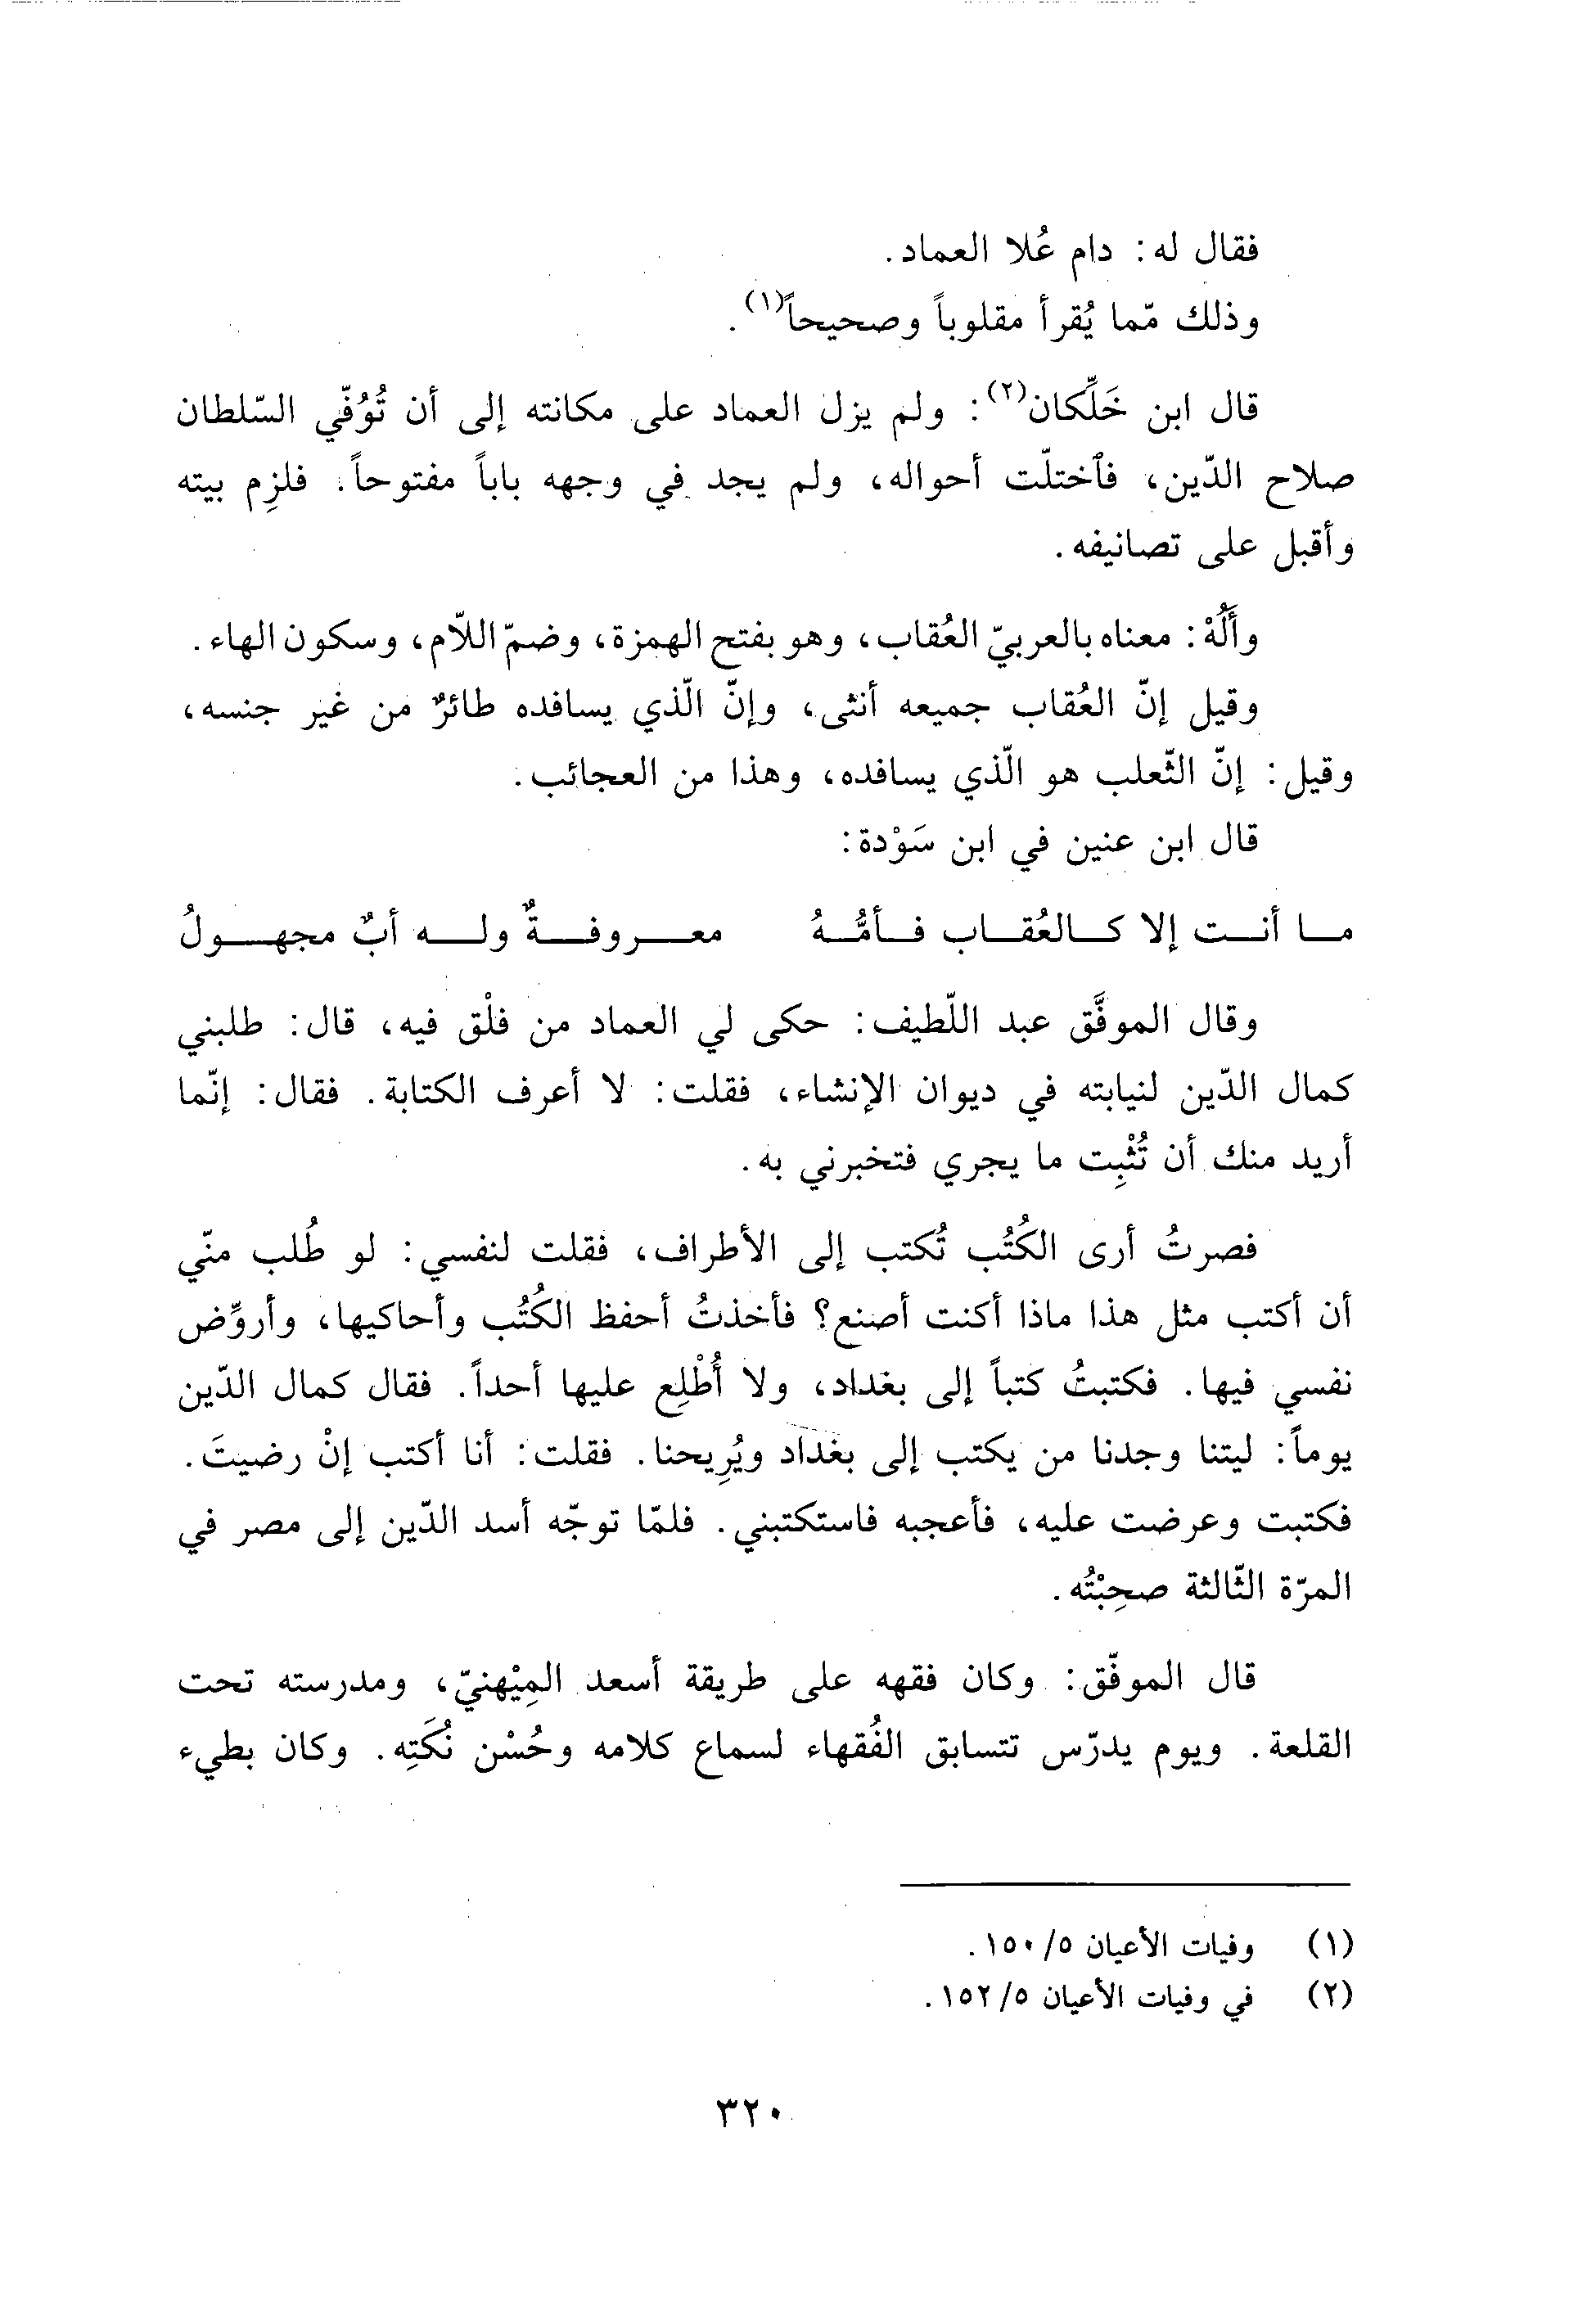 فقال له: دام عُلا العماد.
وذلك مّما يُقرأ مقلوباً وصحيحاً(١).
قال ابن خَلِّكان(٢): ولم يزل العماد على مكانته إلى أن تُوُفّي السّلطان
صلاح الدّين، فٱختلّت أحواله، ولم يجد في وجهه باباً مفتوحاً. فلزِم بيته
وأقبل على تصانيفه.
وأَلُهْ: معناه بالعربيّ العُقاب، وهو بفتح الهمزة، وضمّ اللّام، وسكون الهاء.
وقيل إنّ العُقاب جميعه أنثى، وإنّ الّذي يسافده طائرٌ من غير جنسه،
وقيل: إنّ الثّعلب هو الّذي يسافده، وهذا من العجائب.
قال ابن عنين في ابن سَوْدة:
مـا أنـت إلا كـالعُقـاب فـأمُّـهُ معـروفـةٌ ولـه أبٌ مجهـولُ
وقال الموفَّق عبد اللّطيف: حكى لي العماد من فلْق فيه، قال: طلبني
كمال الدّين لنيابته في ديوان الإنشاء، فقلت: لا أعرف الكتابة. فقال: إنّما
أريد منك أن تُثْبِت ما يجري فتخبرني به.
فصرتُ أرى الكُتُب تُكتب إلى الأطراف، فقلت لنفسي: لو طُلب منّي
أن أكتب مثل هذا ماذا أكنت أصنع؟ فأخذتُ أحفظ الكُتُب وأحاكيها، وأروِّض
نفسي فيها. فكتبتُ كتباً إلى بغداد، ولا أُطْلِع عليها أحداً. فقال كمال الدّين
يوماً: ليتنا وجدنا من يكتب إلى بغداد ويُرِيحنا. فقلت: أنا أكتب إنْ رضيتَ.
فكتبت وعرضت عليه، فأعجبه فاستكتبني. فلمّا توجّه أسد الدّين إلى مصر في
المرّة الثّالثة صحِبْتُه.
قال الموفّق: وكان فقهه على طريقة أسعد المِيْهنيّ، ومدرسته تحت
القلعة. ويوم يدرّس تتسابق الفُقهاء لسماع كلامه وحُسْن نُكَتِه. وكان بطيء
(١) وفيات الأعيان ٥/ ١٥٠.
(٢) في وفيات الأعيان ٥/ ١٥٢.
٣٢٠